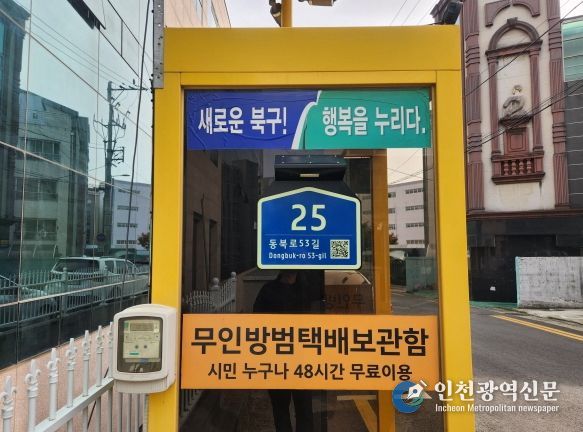 새로운 북구! 행복을 누리다.
25
동북로53길
Dongbuk-ro 53-gil
무인방범택배보관함
시민 누구나 48시간 무료이용
인천광역신문
Incheon Metropolitan newspaper